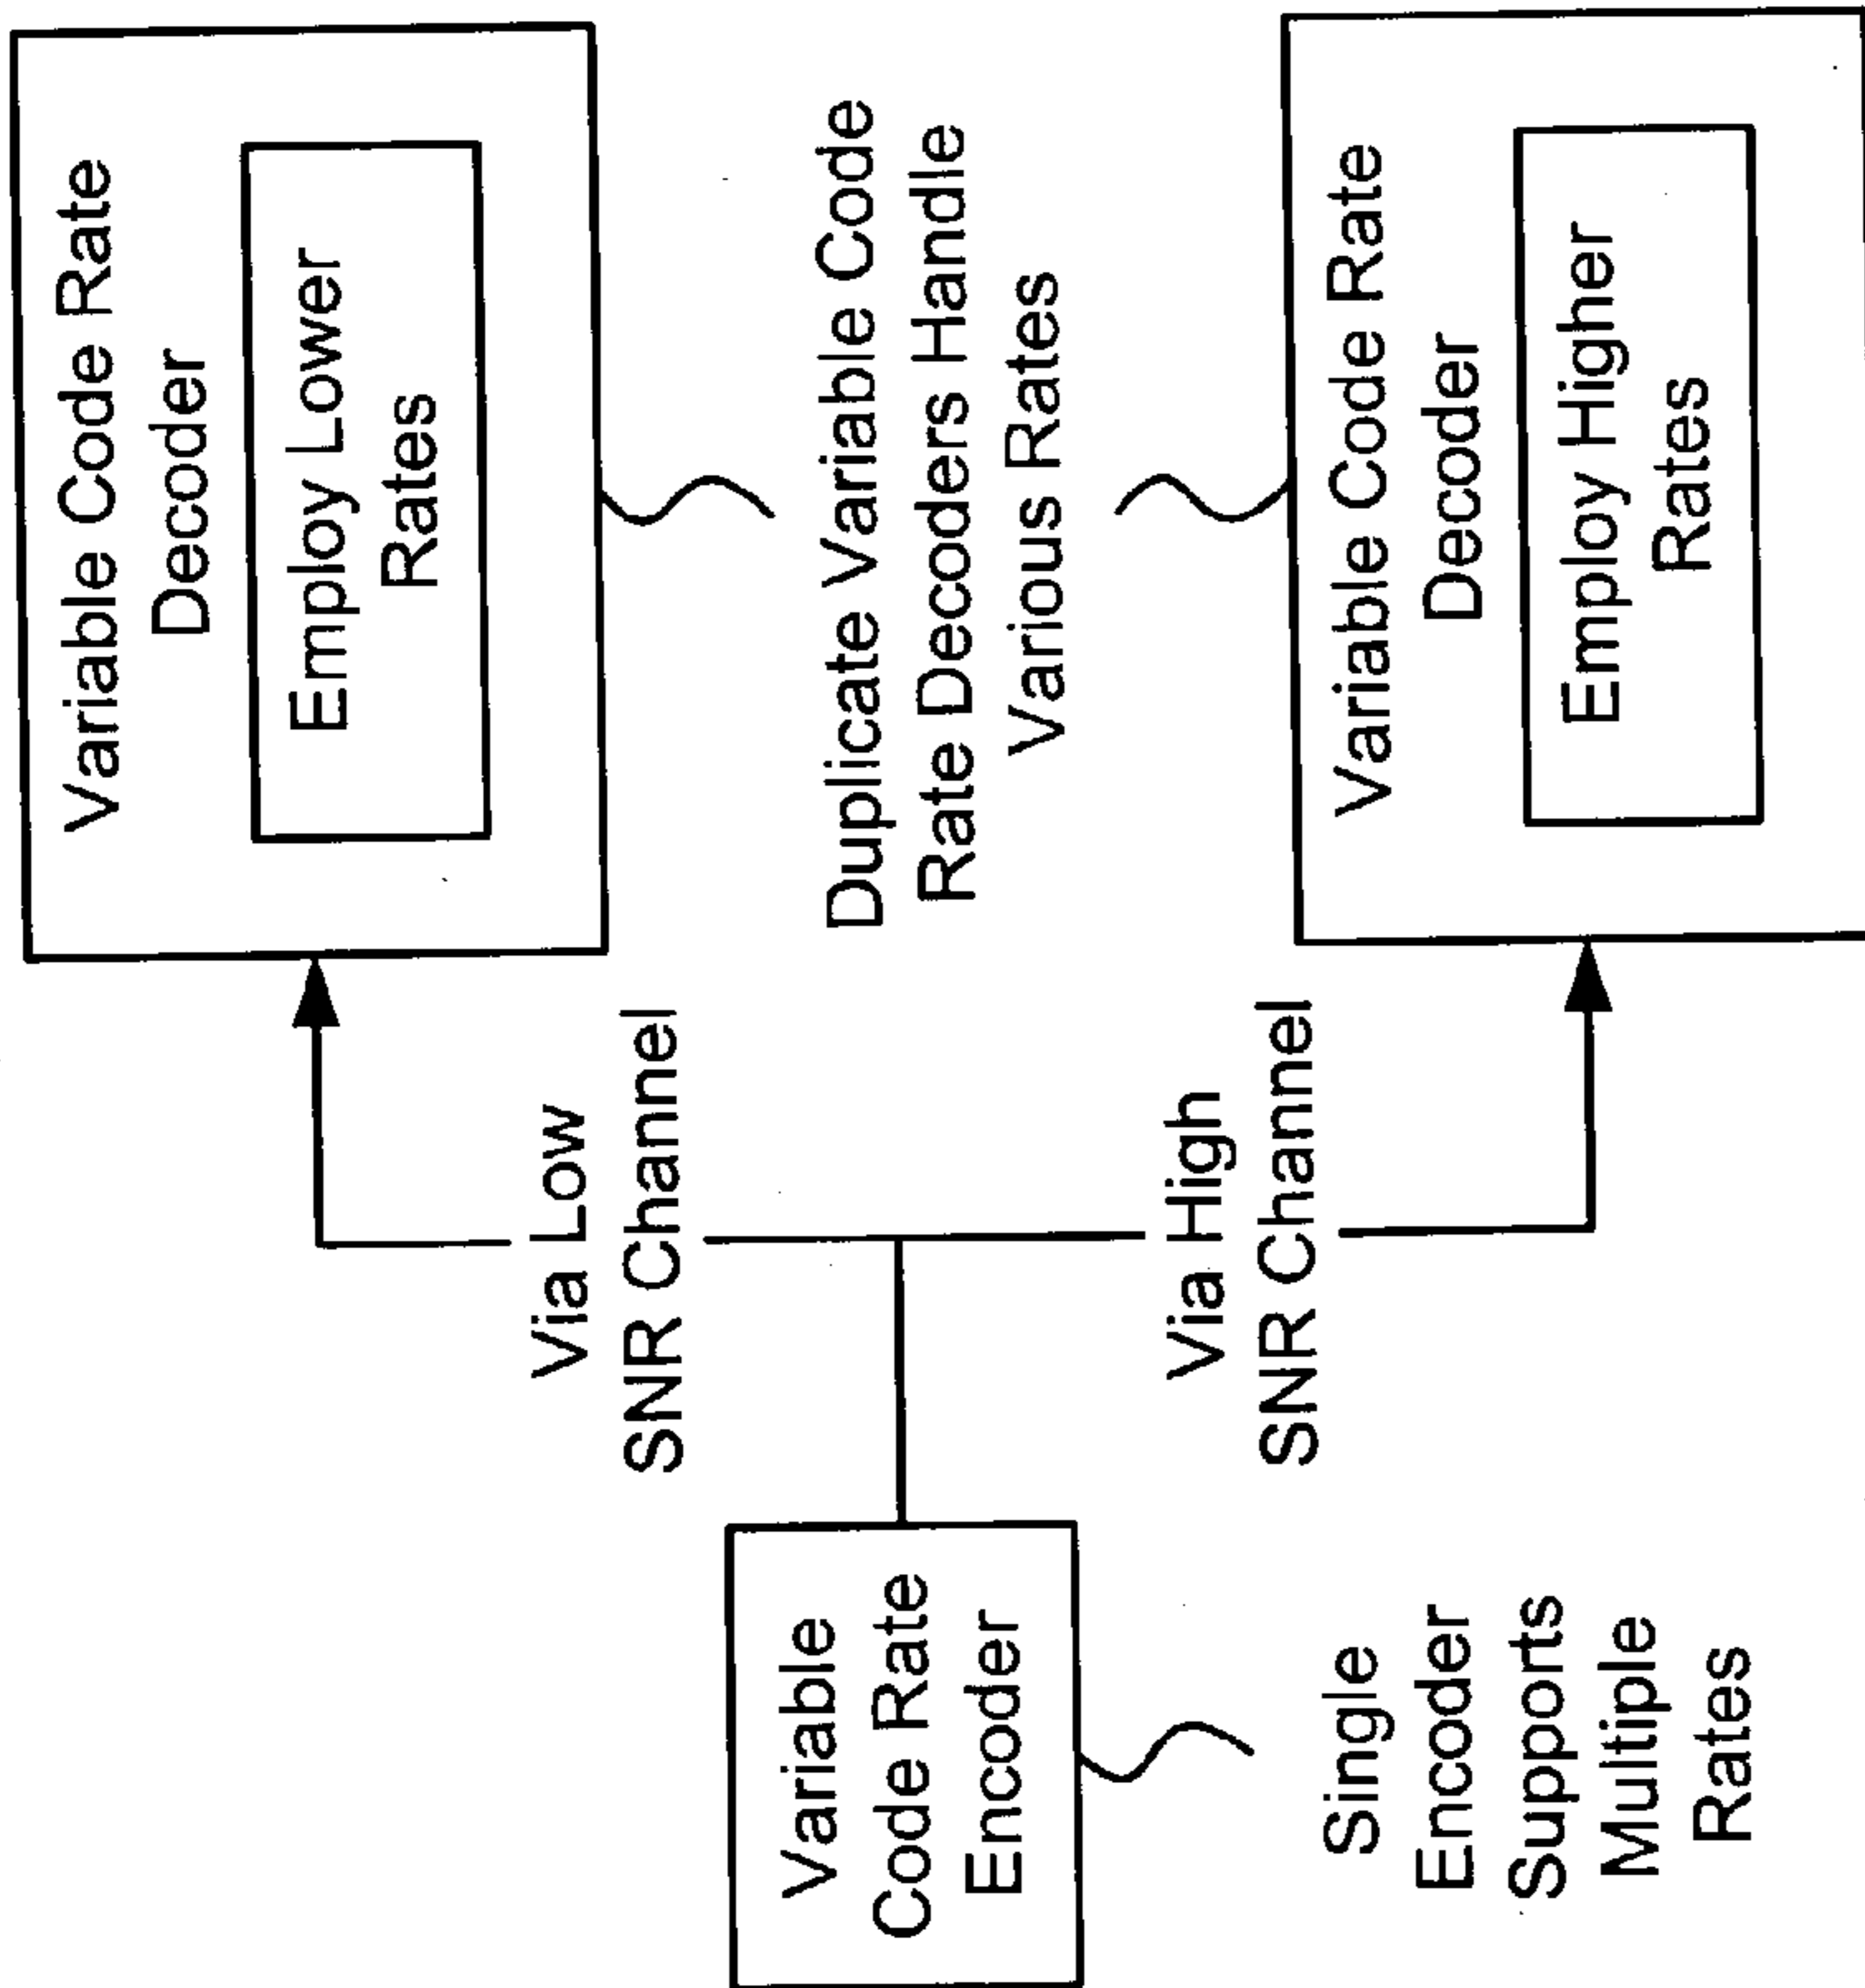 Variable
Code Rate
Encoder
Single
Encoder
Supports
Multiple
Rates
Via Low
SNR Channel
Via High
SNR Channel
Variable Code Rate
Decoder
Employ Lower
Rates
Duplicate Variable Code
Rate Decoders Handle
Various Rates
Variable Code Rate
Decoder
Employ Higher
Rates